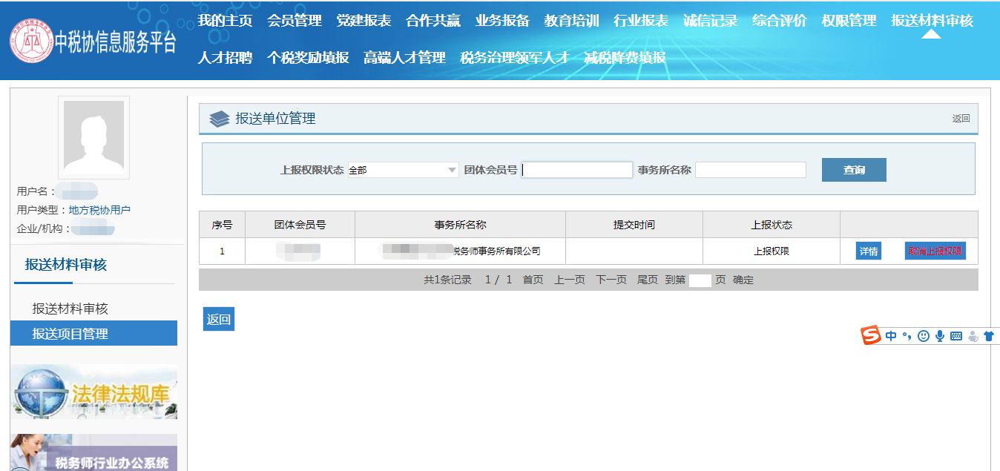 中税协信息服务平台
我的主页 会员管理 党建报表 合作共赢 业务报备 教育培训 行业报表 诚信记录 综合评价 权限管理 报送材料审核
人才招聘 个税奖励填报 高端人才管理 税务治理领军人才 减税降费填报
用户名：
用户类型：地方税协用户
企业/机构：
报送材料审核
报送材料审核
报送项目管理
法律法规库
税务师行业办公系统
报送单位管理 返回
上报权限状态 全部 团体会员号 事务所名称 查询
序号 团体会员号 事务所名称 提交时间 上报状态
1 税务师事务所有限公司 上报权限 详情 取消上报权限
共1条记录 1 / 1 首页 上一页 下一页 尾页 到第 页 确定
返回
中